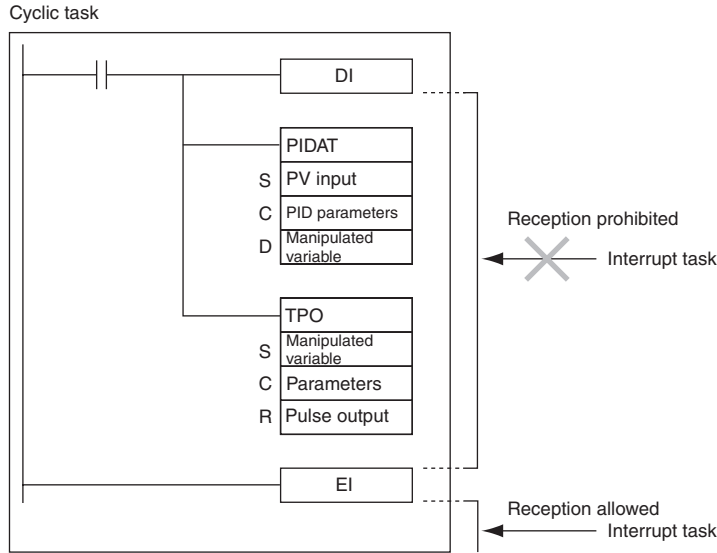 Cyclic task
DI
PIDAT
S PV input
C PID parameters
D Manipulated
variable
Reception prohibited
Interrupt task
TPO
S Manipulated
variable
C Parameters
R Pulse output
EI
Reception allowed
Interrupt task